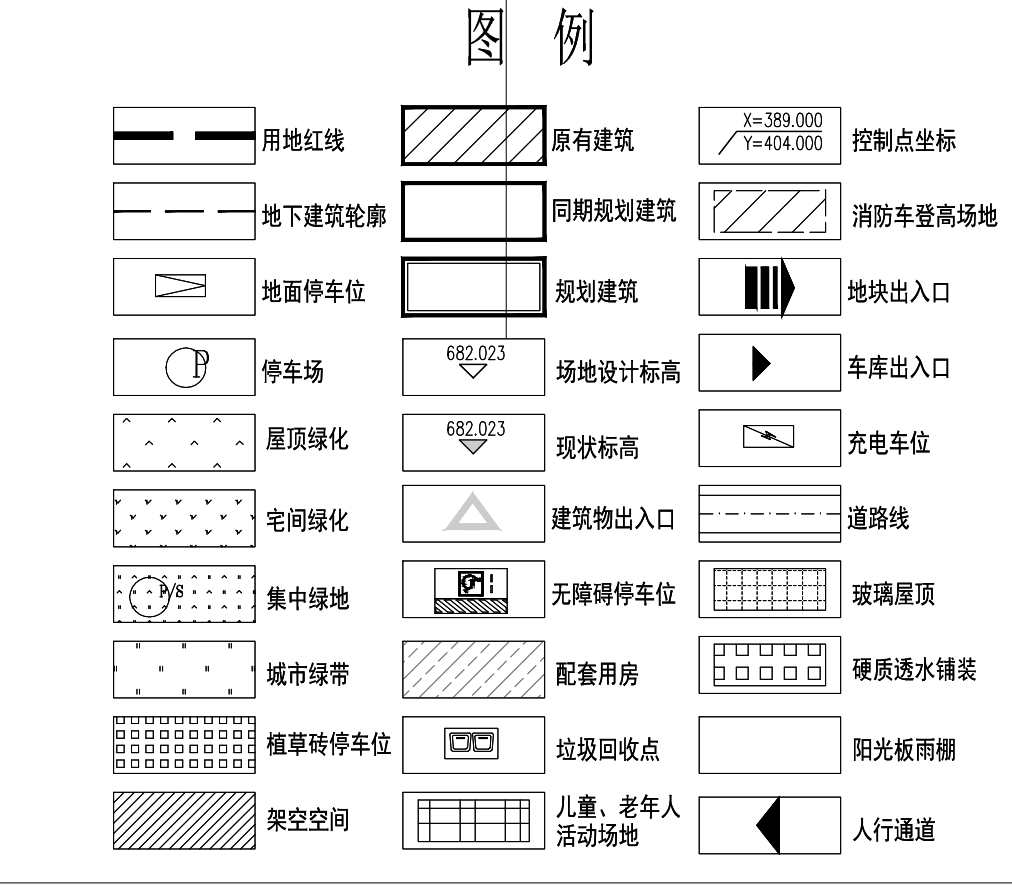 图 例
用地红线
原有建筑
X=389.000
Y=404.000
控制点坐标
地下建筑轮廓
同期规划建筑
消防车登高场地
地面停车位
规划建筑
地块出入口
P
停车场
682.023
场地设计标高
车库出入口
屋顶绿化
682.023
现状标高
充电车位
宅间绿化
建筑物出入口
道路线
P/S
集中绿地
无障碍停车位
玻璃屋顶
城市绿带
配套用房
硬质透水铺装
植草砖停车位
垃圾回收点
阳光板雨棚
架空空间
儿童、老年人
活动场地
人行通道